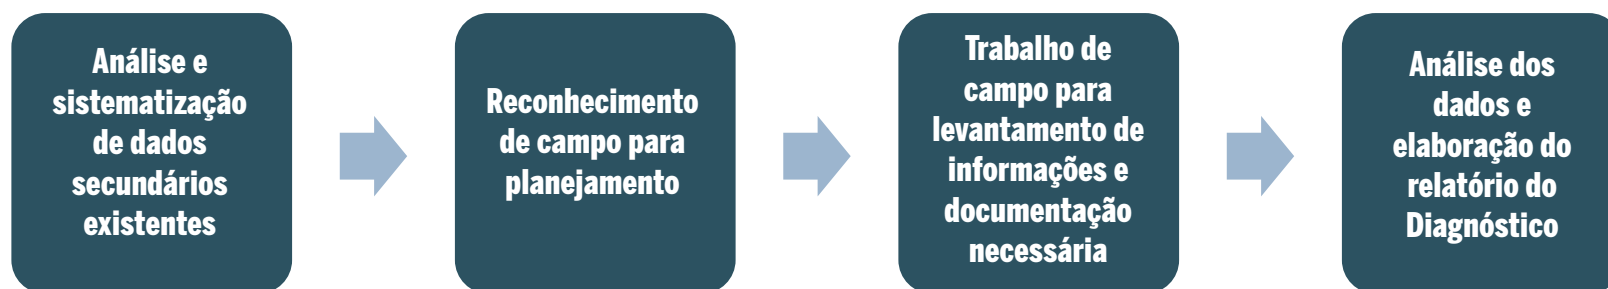 Análise e
sistematização
de dados
secundários
existentes
Reconhecimento
de campo para
planejamento
Trabalho de
campo para
levantamento de
informações e
documentação
necessária
Análise dos
dados e
elaboração do
relatório do
Diagnóstico